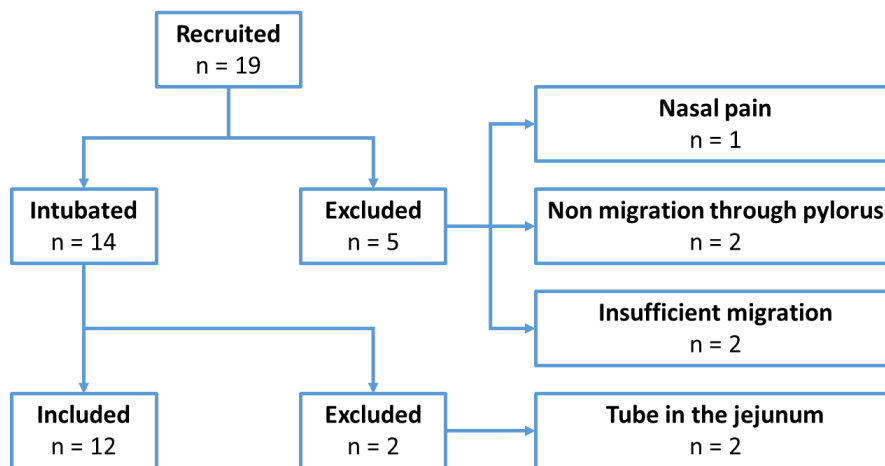 Recruited
n = 19
Nasal pain
n = 1
Intubated
n = 14
Excluded
n = 5
Non migration through pylorus
n = 2
Insufficient migration
n = 2
Included
n = 12
Excluded
n = 2
Tube in the jejunum
n = 2